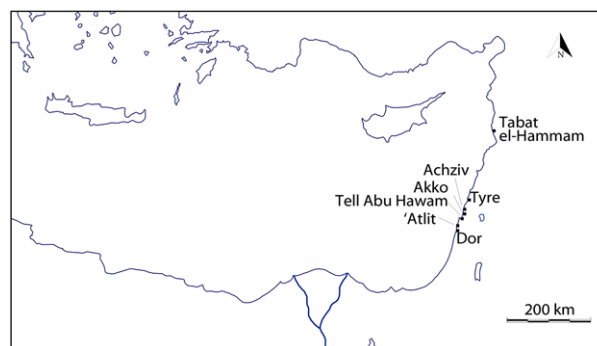 N
Tabat
el-Hammam
Achziv
Akko
Tyre
Tell Abu Hawam
‘Atlit
Dor
200 km